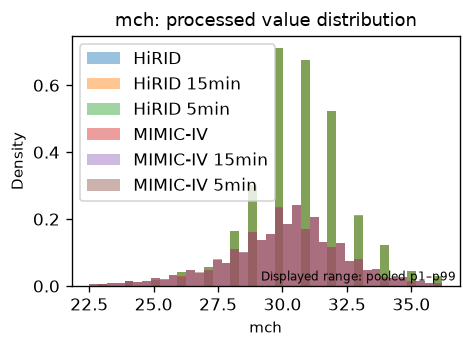 mch: processed value distribution
Density
0.6
0.4
0.2
0.0
HiRID
HiRID 15min
HiRID 5min
MIMIC-IV
MIMIC-IV 15min
MIMIC-IV 5min
Displayed range: pooled p1–p99
22.5 25.0 27.5 30.0 32.5 35.0
mch